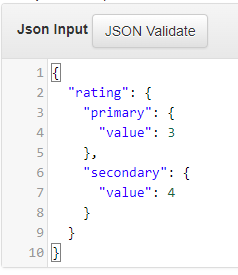 Json Input JSON Validate
1 {
2   "rating": {
3     "primary": {
4       "value": 3
5     },
6     "secondary": {
7       "value": 4
8     }
9   }
10 }